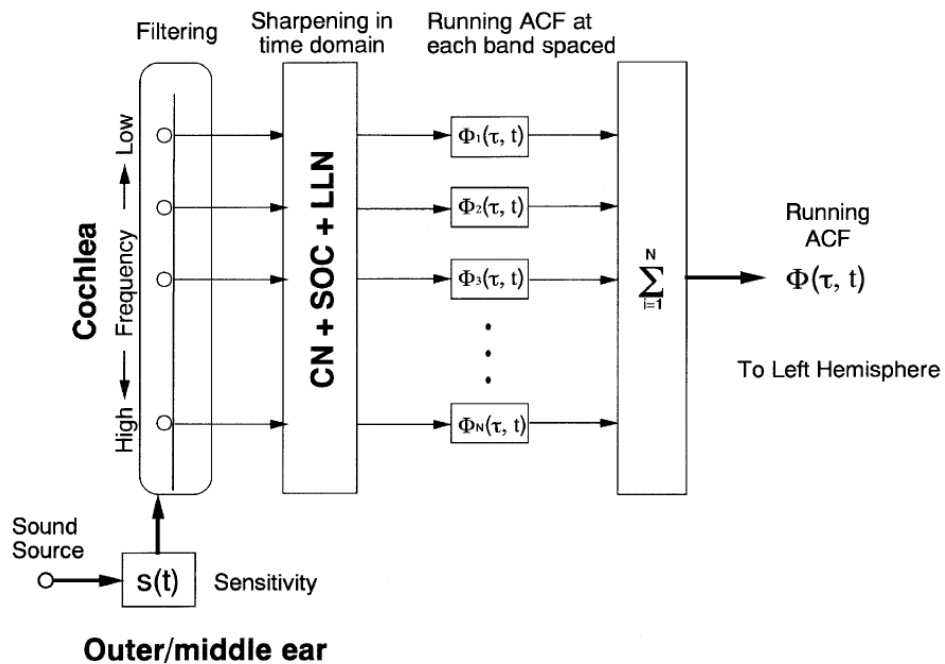 Filtering
Sharpening in
time domain
Running ACF at
each band spaced
Cochlea
High
Frequency
Low
CN + SOC + LLN
Φ1(τ, t)
Φ2(τ, t)
Φ3(τ, t)
ΦN(τ, t)
N
∑
i=1
Running
ACF
Φ(τ, t)
To Left Hemisphere
Sound
Source
s(t)
Sensitivity
Outer/middle ear